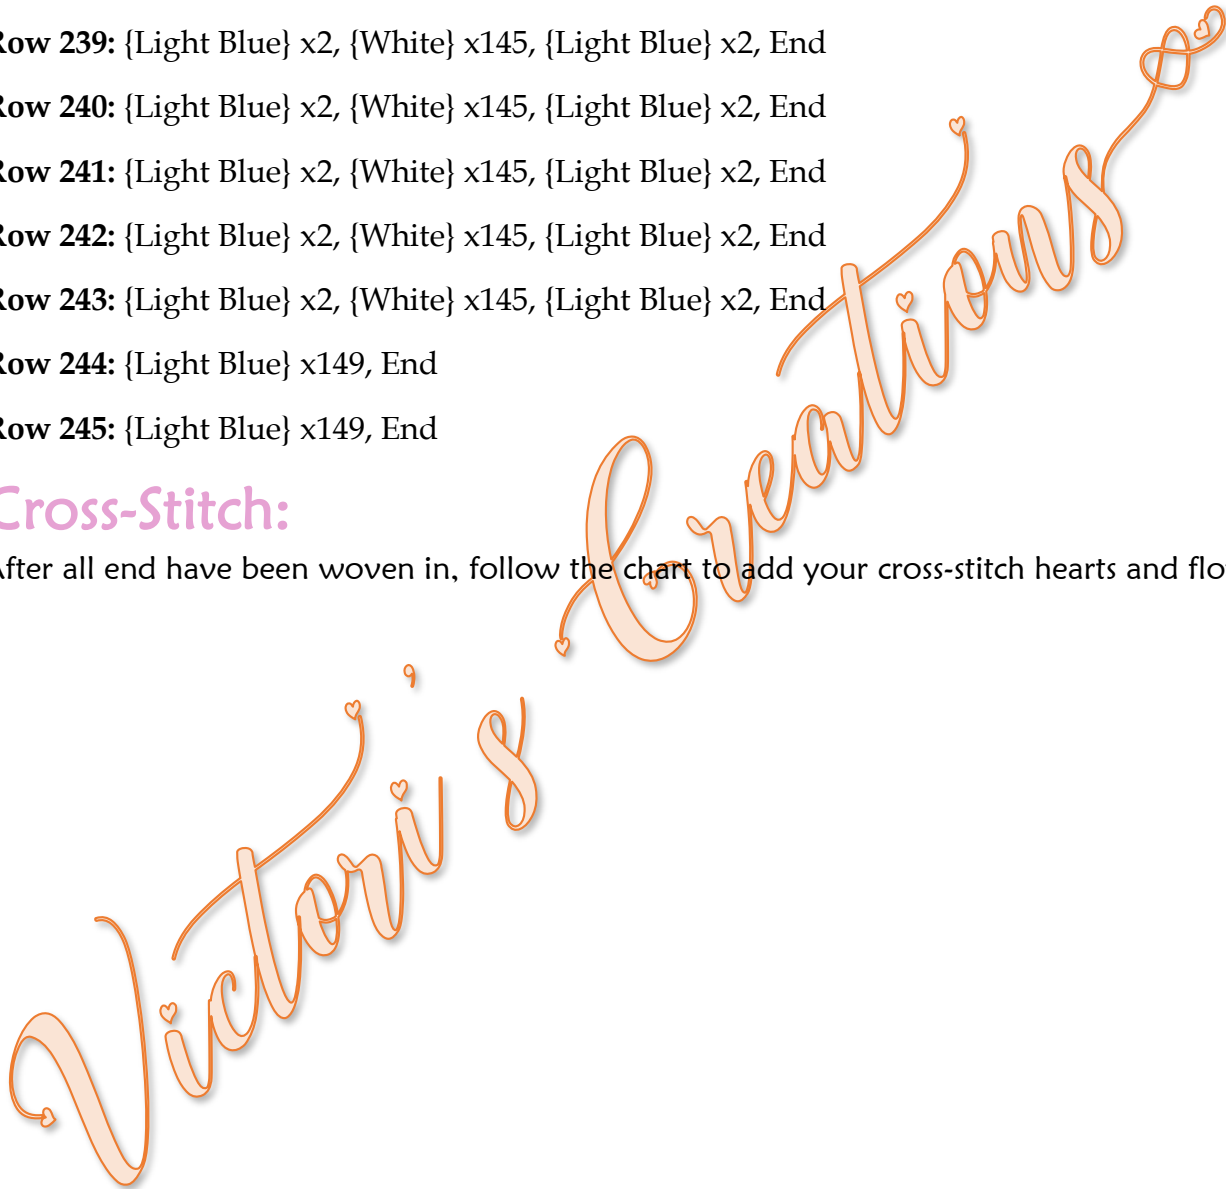 Row 239: {Light Blue} x2, {White} x145, {Light Blue} x2, End
Row 240: {Light Blue} x2, {White} x145, {Light Blue} x2, End
Row 241: {Light Blue} x2, {White} x145, {Light Blue} x2, End
Row 242: {Light Blue} x2, {White} x145, {Light Blue} x2, End
Row 243: {Light Blue} x2, {White} x145, {Light Blue} x2, End
Row 244: {Light Blue} x149, End
Row 245: {Light Blue} x149, End
Cross-Stitch:
After all end have been woven in, follow the chart to add your cross-stitch hearts and
Victori's Creations